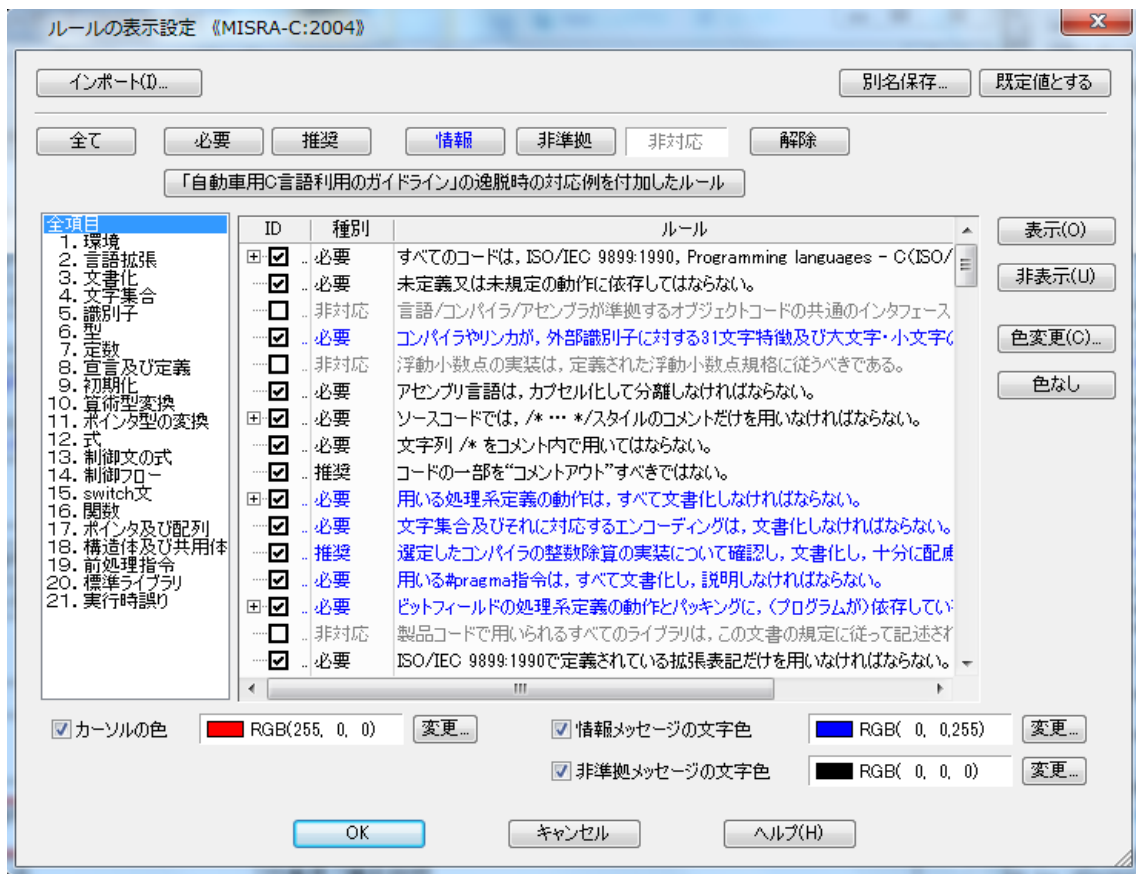 ルールの表示設定 《MISRA-C:2004》
インポート(I)...
別名保存...
既定値とする
全て
必要
推奨
情報
非準拠
非対応
解除
「自動車用C言語利用のガイドライン」の逸脱時の対応例を付加したルール
全項目
1. 環境
2. 言語拡張
3. 文書化
4. 文字集合
5. 識別子
6. 型
7. 定数
8. 宣言及び定義
9. 初期化
10. 算術型変換
11. ポインタ型の変換
12. 式
13. 制御文の式
14. 制御フロー
15. switch文
16. 関数
17. ポインタ及び配列
18. 構造体及び共用体
19. 前処理指令
20. 標準ライブラリ
21. 実行時誤り
ID 種別 ルール
.. 必要 すべてのコードは, ISO/IEC 9899:1990, Programming languages - C(ISO/
.. 必要 未定義又は未規定の動作に依存してはならない。
.. 非対応 言語/コンパイラ/アセンブラが準拠するオブジェクトコードの共通のインタフェース
.. 必要 コンパイラやリンカが, 外部識別子に対する31文字特徴及び大文字・小文字の
.. 非対応 浮動小数点の実装は, 定義された浮動小数点規格に従うべきである。
.. 必要 アセンブリ言語は, カプセル化して分離しなければならない。
.. 必要 ソースコードでは, /* … */スタイルのコメントだけを用いなければならない。
.. 必要 文字列 /* をコメント内で用いてはならない。
.. 推奨 コードの一部を“コメントアウト”すべきではない。
.. 必要 用いる処理系定義の動作は, すべて文書化しなければならない。
.. 必要 文字集合及びそれに対応するエンコーディングは, 文書化しなければならない。
.. 推奨 選定したコンパイラの整数除算の実装について確認し, 文書化し, 十分に配慮
.. 必要 用いる#pragma指令は, すべて文書化し, 説明しなければならない。
.. 必要 ビットフィールドの処理系定義の動作とパッキングに, (プログラムが)依存してい
.. 非対応 製品コードで用いられるすべてのライブラリは, この文書の規定に従って記述され
.. 必要 ISO/IEC 9899:1990で定義されている拡張表記だけを用いなければならない。
表示(O)
非表示(U)
色変更(C)...
色なし
カーソルの色 RGB(255, 0, 0) 変更... 情報メッセージの文字色 RGB( 0, 0,255) 変更...
非準拠メッセージの文字色 RGB( 0, 0, 0) 変更...
OK キャンセル ヘルプ(H)